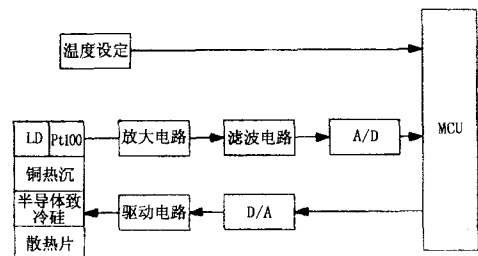 温度设定
MCU
LD
Pt100
放大电路
滤波电路
A/D
铜热沉
半导体致
冷硅
驱动电路
D/A
散热片